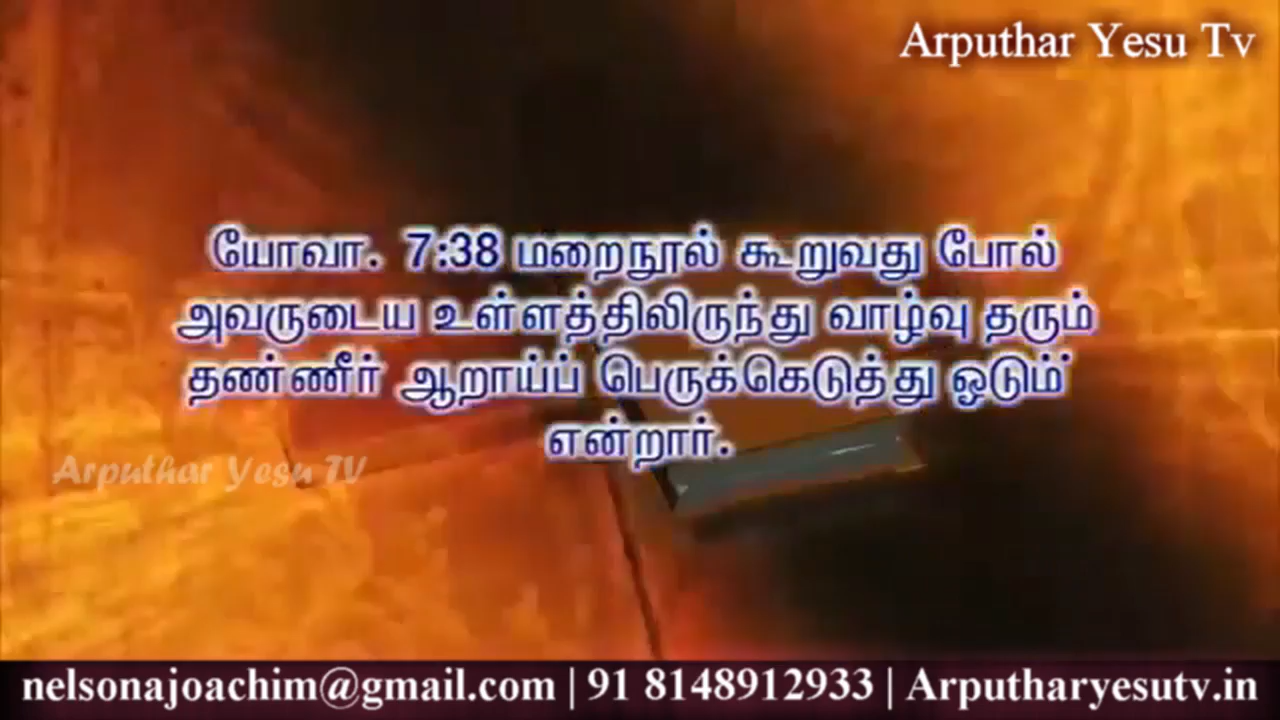 Arputhar Yesu Tv
யோவா. 7:38 மறைநூல் கூறுவது போல்
அவருடைய உள்ளத்திலிருந்து வாழ்வு தரும்
தண்ணீர் ஆறாய்ப் பெருக்கெடுத்து ஓடும்'
என்றார்.
Arputhar Yesu TV
nelsonajoachim@gmail.com | 91 8148912933 | Arputharyesutv.in